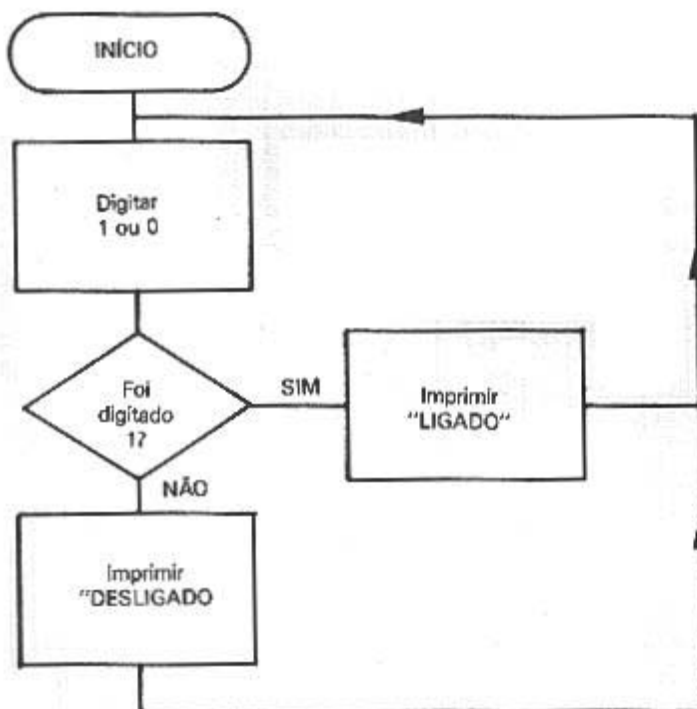 INÍCIO
Digitar
1 ou 0
Foi
digitado
1?
SIM
Imprimir
"LIGADO"
NÃO
Imprimir
"DESLIGADO